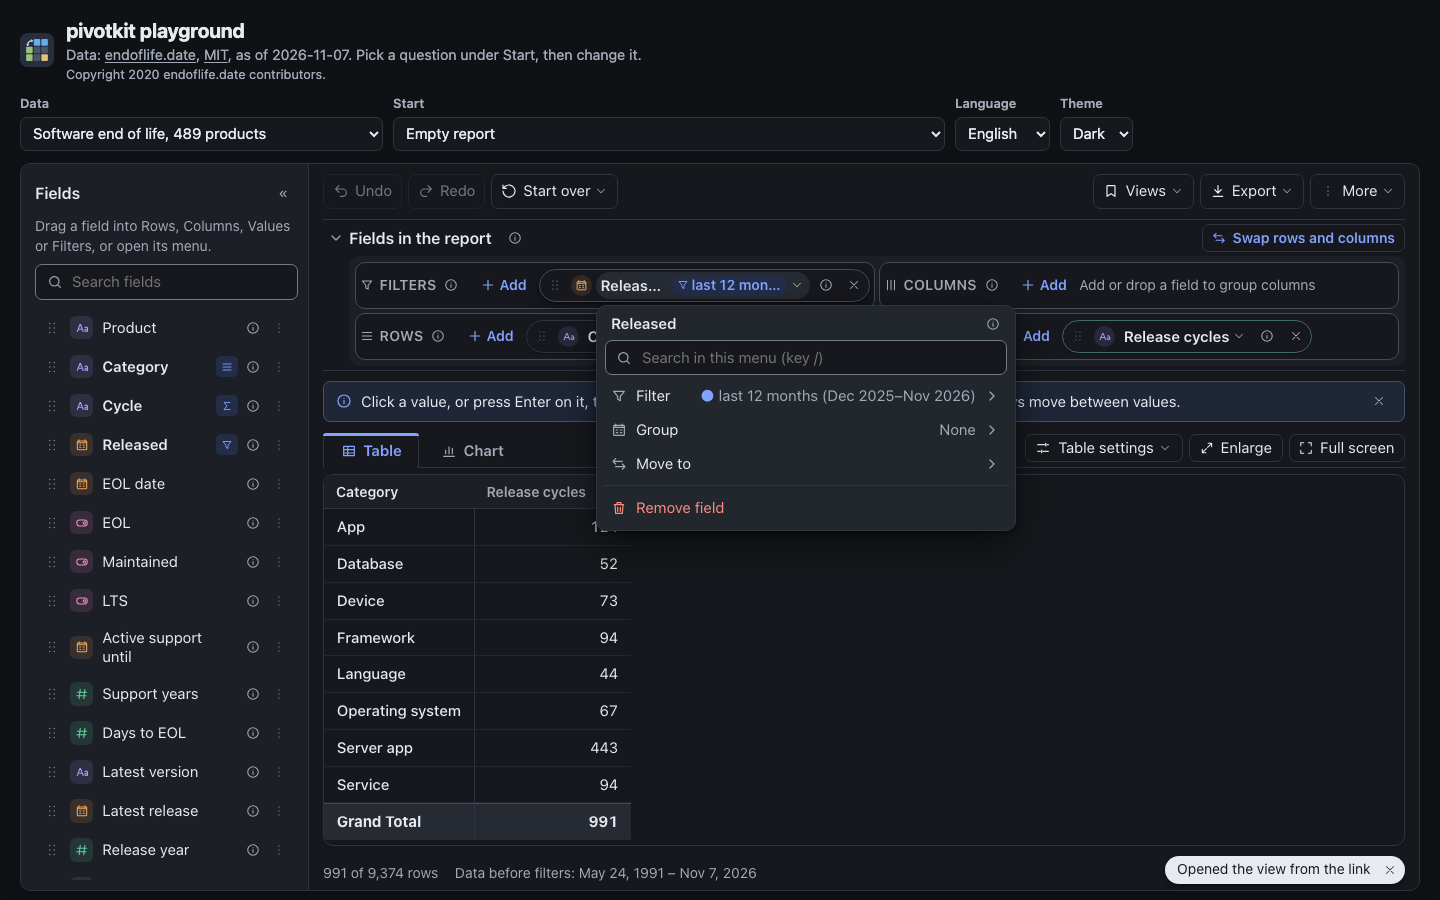 pivotkit playground
Data: endoflife.date, MIT, as of 2026-11-07. Pick a question under Start, then change it.
Copyright 2020 endoflife.date contributors.
Data
Start
Language
Theme
Software end of life, 489 products
Empty report
English
Dark
Fields
«
Drag a field into Rows, Columns, Values
or Filters, or open its menu.
Search fields
Aa Product
Aa Category
Aa Cycle Σ
Released
EOL date
EOL
Maintained
LTS
Active support
until
# Support years
# Days to EOL
Aa Latest version
Latest release
# Release year
Undo
Redo
Start over
Views
Export
More
Fields in the report
Swap rows and columns
FILTERS
+ Add
Releas...
last 12 mon...
COLUMNS
+ Add
Add or drop a field to group columns
ROWS
+ Add
Aa
Add
Aa Release cycles
Released
Search in this menu (key /)
Filter
last 12 months (Dec 2025–Nov 2026)
Group
None
Move to
Remove field
Click a value, or press Enter on it,
move between values.
Table
Chart
Table settings
Enlarge
Full screen
Category
Release cycles
App
Database 52
Device 73
Framework 94
Language 44
Operating system 67
Server app 443
Service 94
Grand Total 991
991 of 9,374 rows
Data before filters: May 24, 1991 – Nov 7, 2026
Opened the view from the link